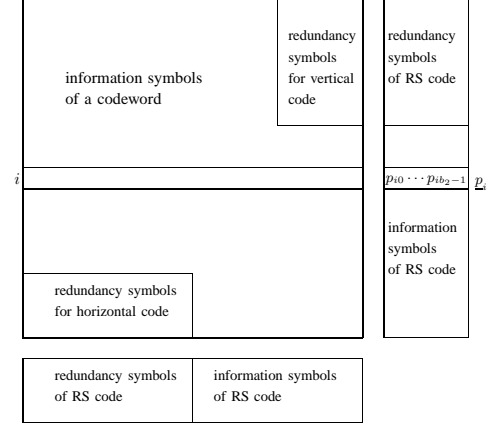 information symbols
of a codeword
redundancy
symbols
for vertical
code
redundancy
symbols
of RS code
i
p_{i0} ⋯ p_{ib_2−1}
p_i
information
symbols
of RS code
redundancy symbols
for horizontal code
redundancy symbols
of RS code
information symbols
of RS code